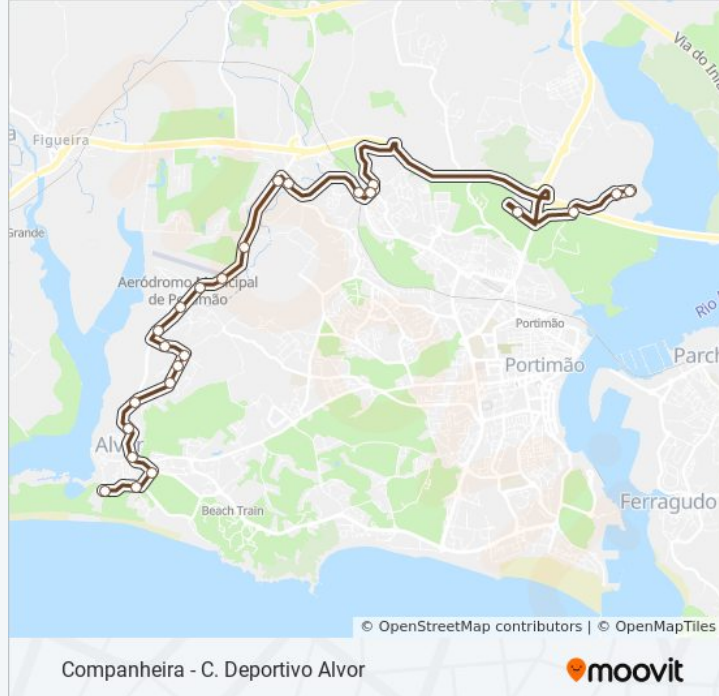 Via do Infa
Figueira
a
Grande
Aeródromo Municipal
de Portimão
Rio
Portimão
Parch
Portimão
Alvor
Ferragudo
Beach Train
© OpenStreetMap contributors | © OpenMapTiles
Companheira - C. Deportivo Alvor
moovit